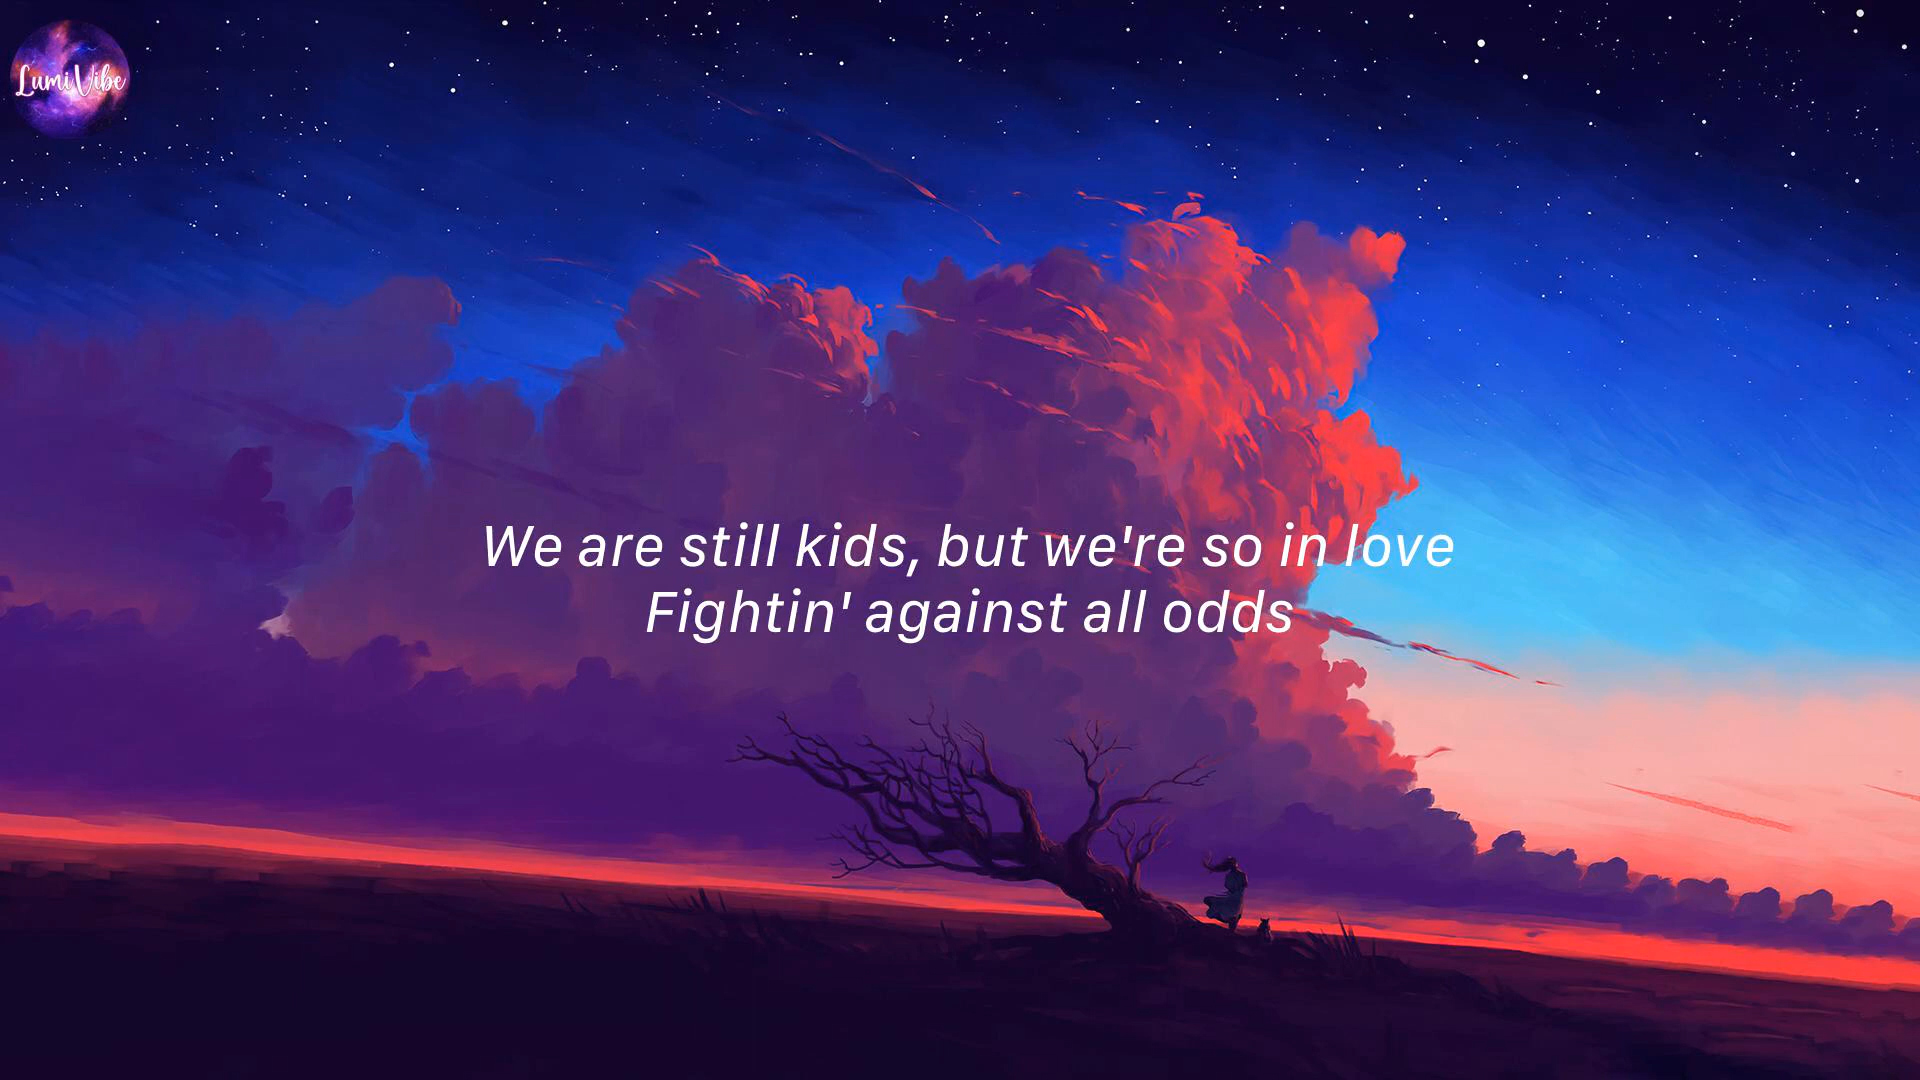 LumiVibe
We are still kids, but we're so in love
Fightin' against all odds